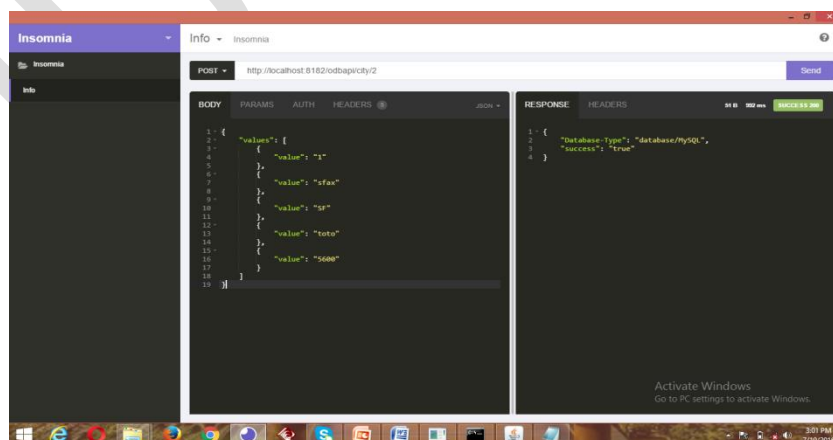 Insomnia
Info
Insomnia
Insomnia
Info
POST http://localhost:8182/odbapi/city/2
Send
BODY PARAMS AUTH HEADERS 5 JSON
1 {
2 "values": [
3 {
4 "value": "1"
5 },
6 {
7 "value": "sfax"
8 },
9 {
10 "value": "SF"
11 },
12 {
13 "value": "toto"
14 },
15 {
16 "value": "5600"
17 }
18 ]
19 }
RESPONSE HEADERS 91 B SUCCESS 200
1 {
2 "Database-Type": "database/MySQL",
3 "success": "true"
4 }
Activate Windows
Go to PC settings to activate Windows.
3:01 PM